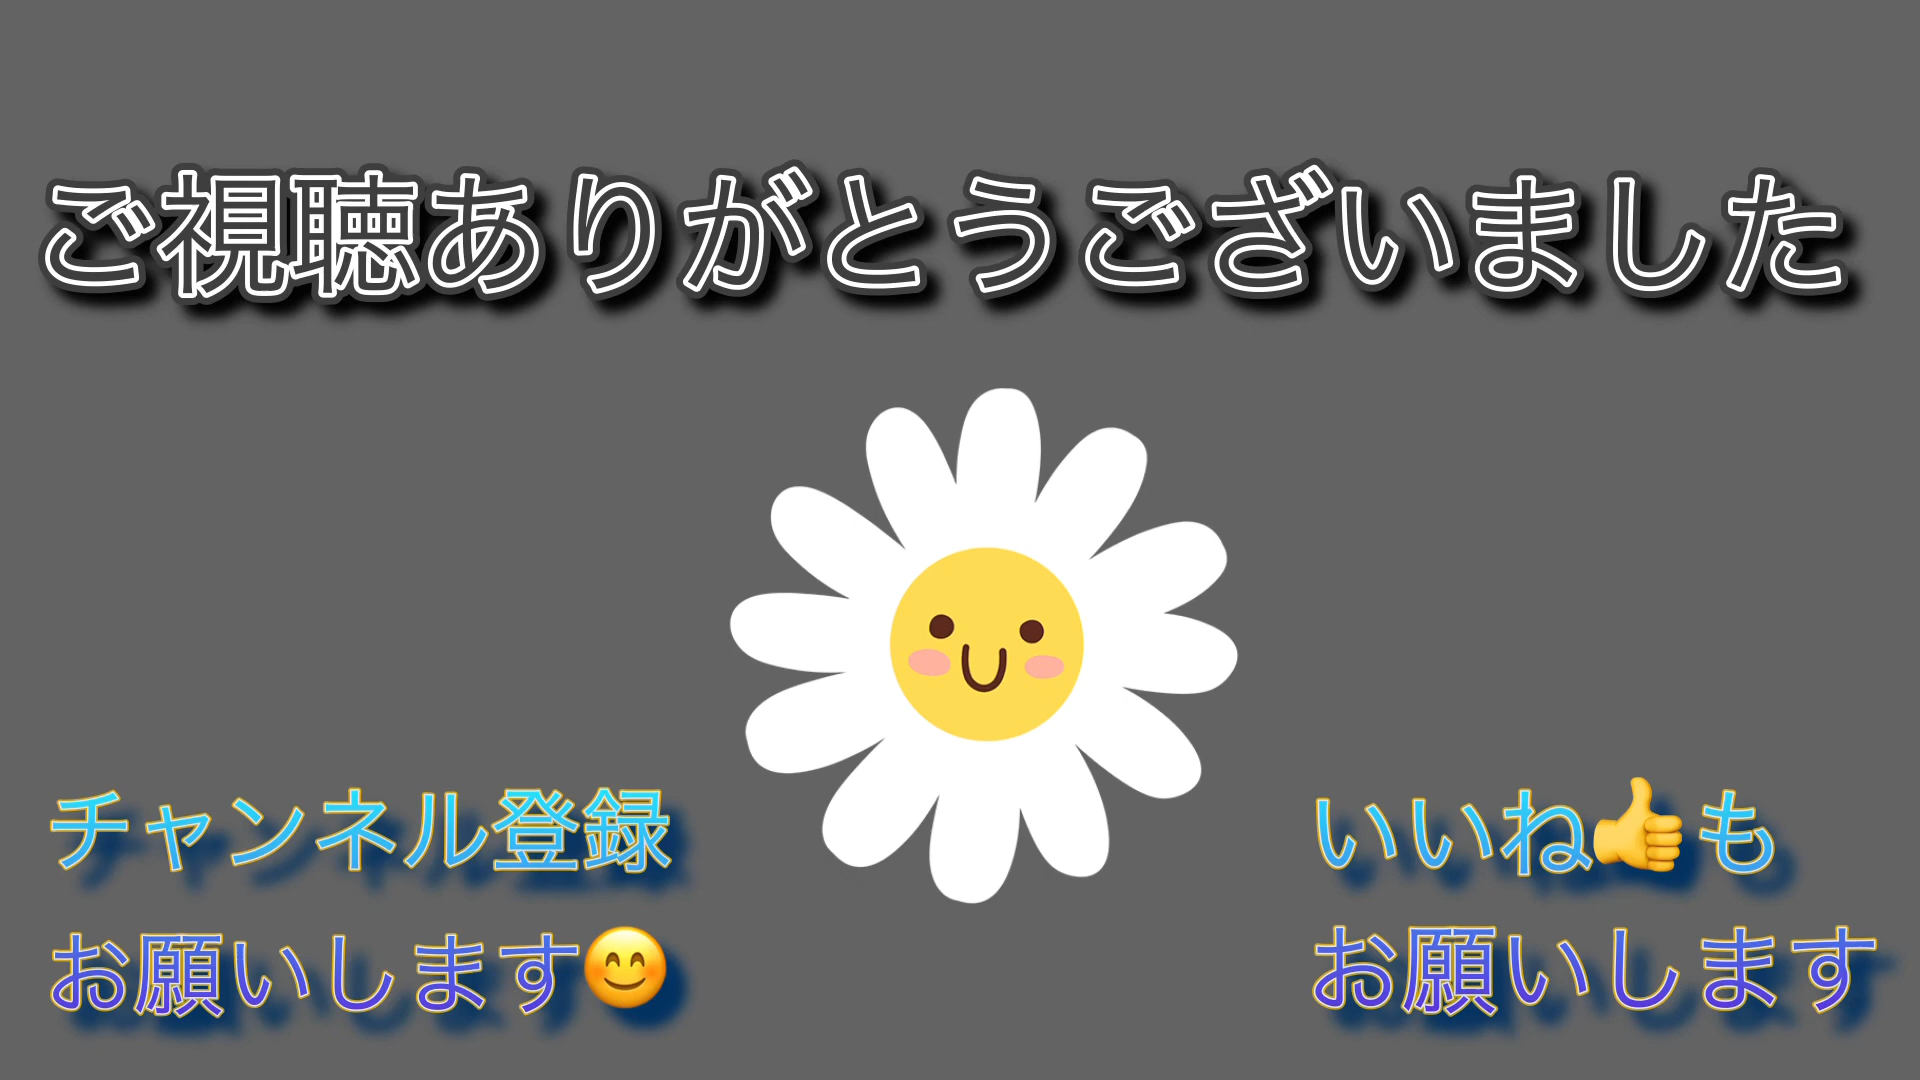 ご視聴ありがとうございました
チャンネル登録
お願いします😊
いいね👍も
お願いします